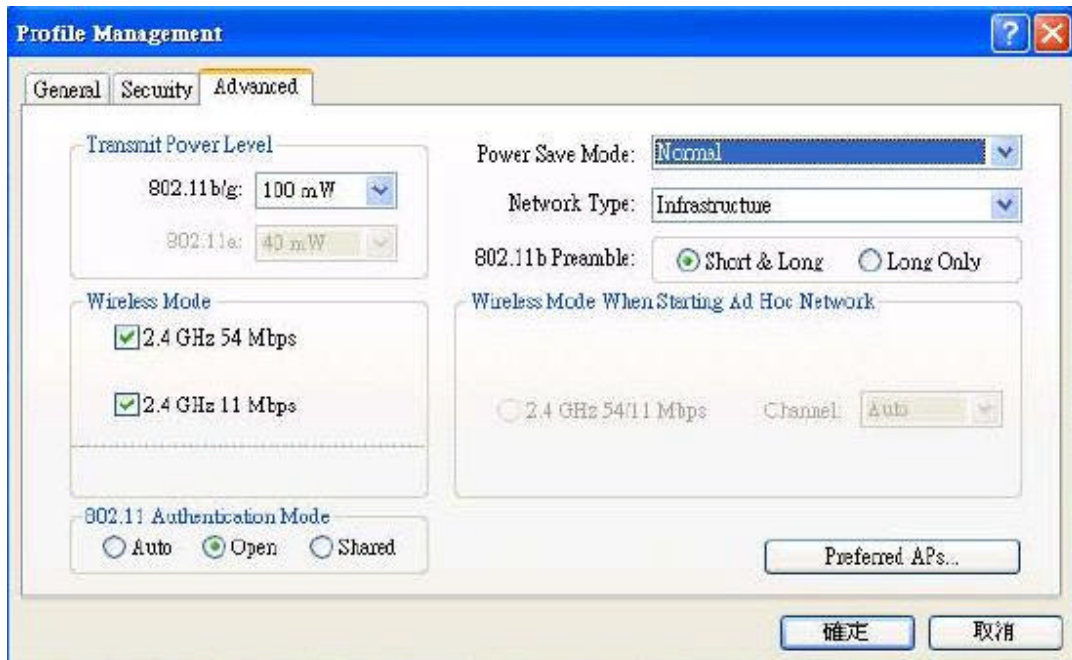 Profile Management
General Security Advanced
Transmit Power Level
802.11b/g: 100 mW
802.11a: 40 mW
Power Save Mode: Normal
Network Type: Infrastructure
802.11b Preamble: Short & Long Long Only
Wireless Mode
2.4 GHz 54 Mbps
2.4 GHz 11 Mbps
Wireless Mode When Starting Ad Hoc Network
2.4 GHz 54/11 Mbps Channel: Auto
802.11 Authentication Mode
Auto Open Shared
Preferred APs...
確定 取消